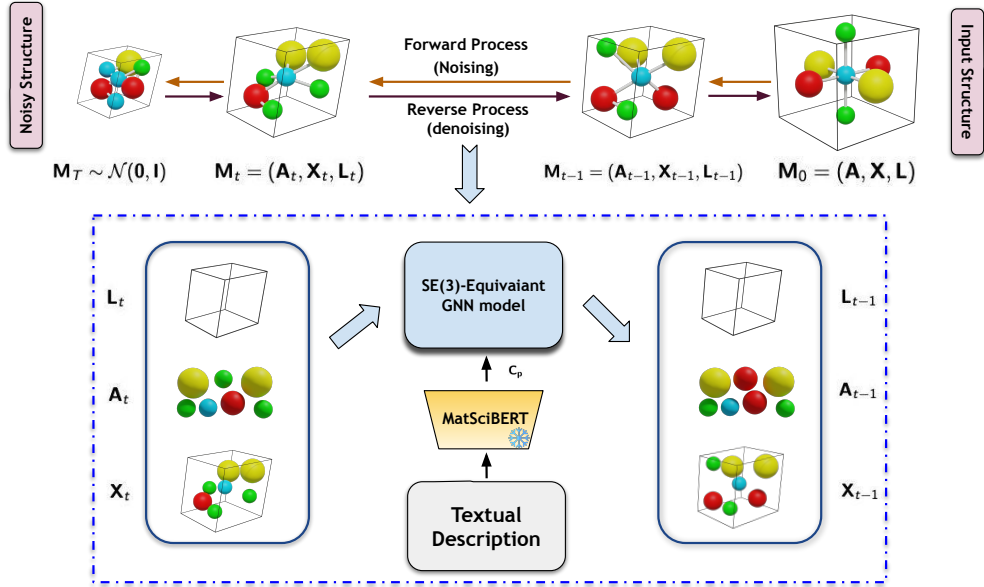 Noisy Structure
Forward Process
(Noising)
Reverse Process
(denoising)
Input Structure
M_T ∼ 𝒩(0, I)
M_t = (A_t, X_t, L_t)
M_{t−1} = (A_{t−1}, X_{t−1}, L_{t−1})
M_0 = (A, X, L)
L_t
A_t
X_t
SE(3)-Equivaiant
GNN model
C_p
MatSciBERT
Textual
Description
L_{t−1}
A_{t−1}
X_{t−1}